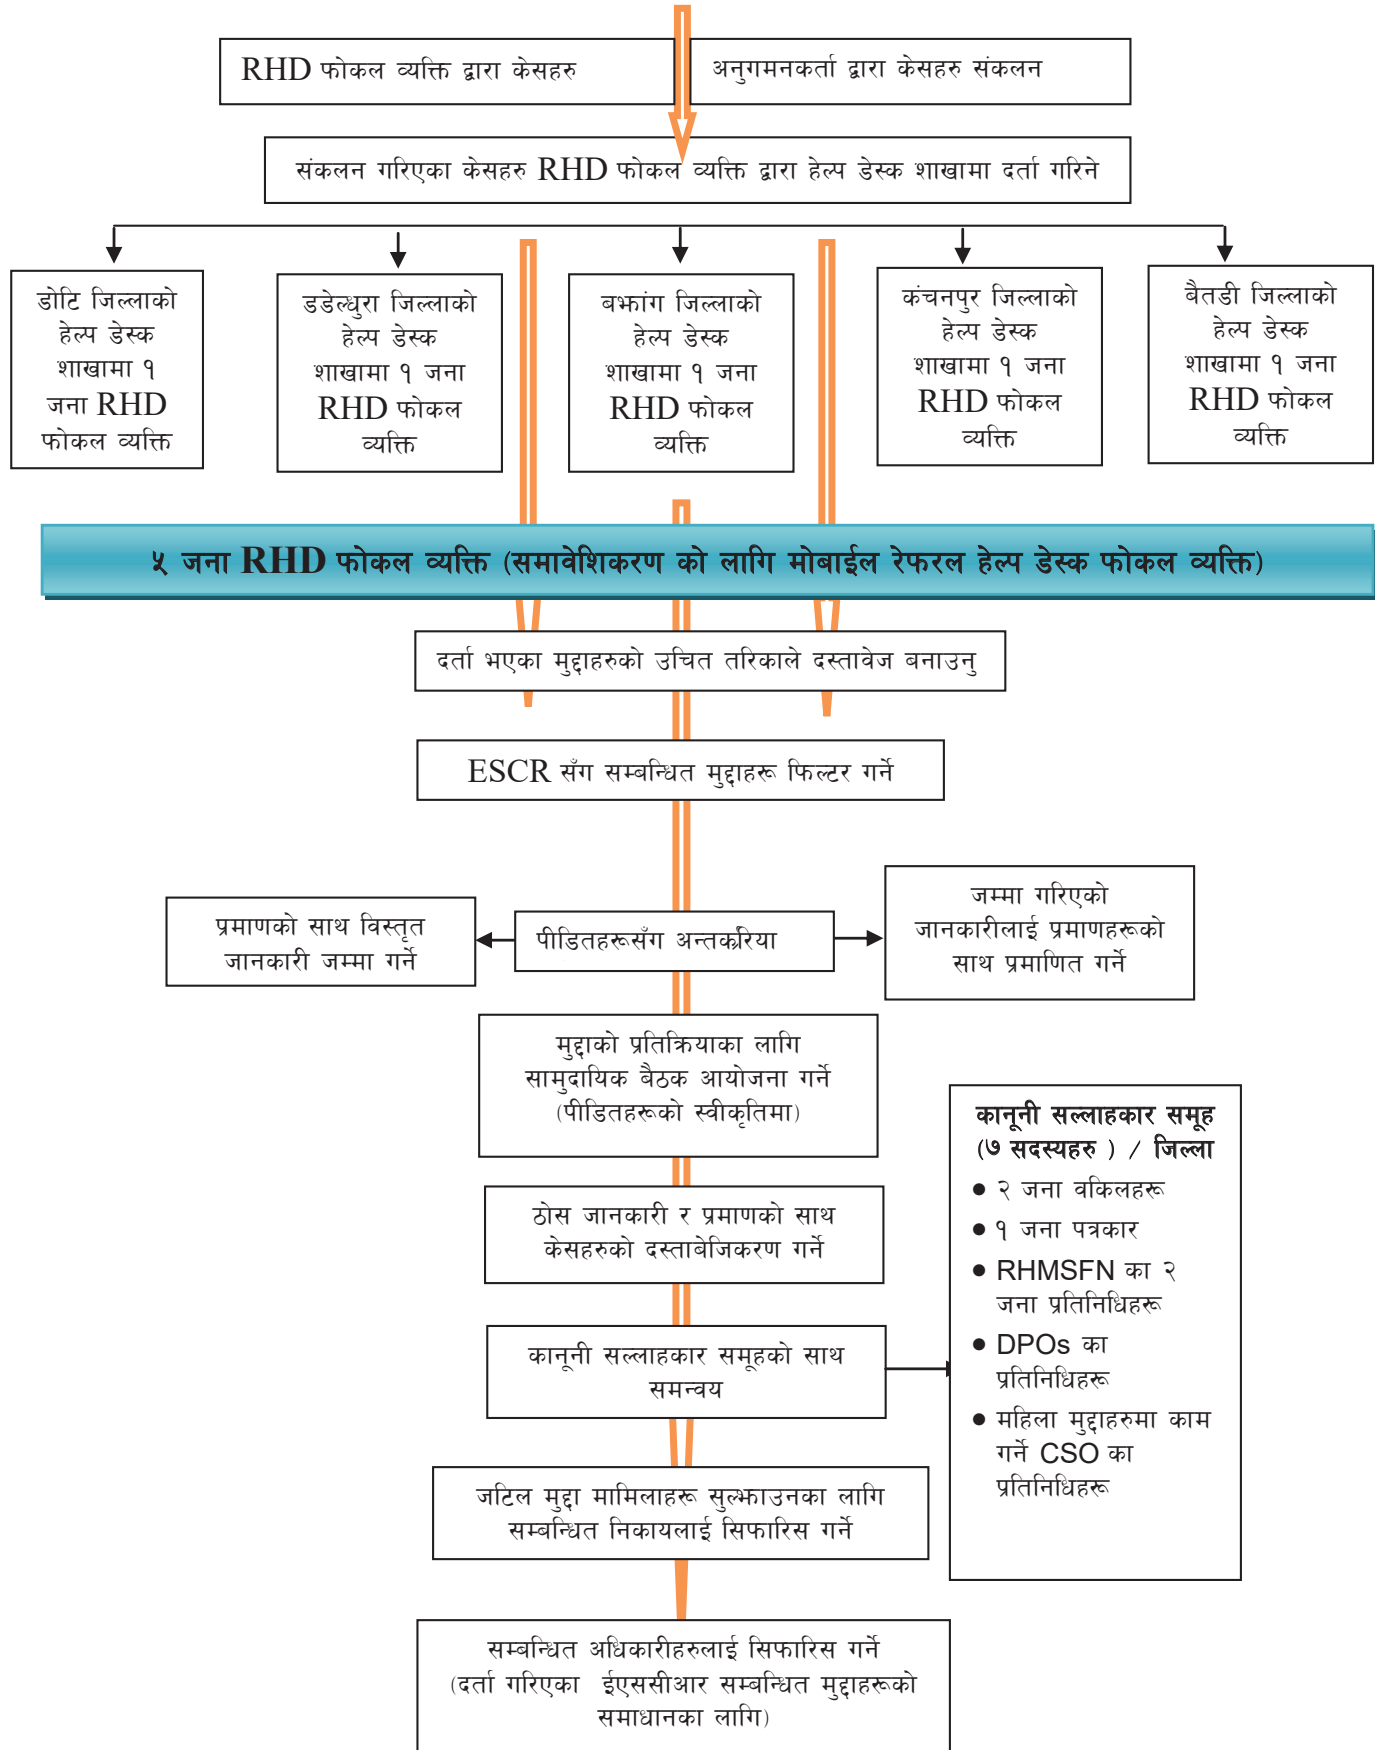 RHD फोकल व्यक्ति द्वारा केसहरु
अनुगमनकर्ता द्वारा केसहरु संकलन
संकलन गरिएका केसहरु RHD फोकल व्यक्ति द्वारा हेल्प डेस्क शाखामा दर्ता गरिने
डोटि जिल्लाको
हेल्प डेस्क
शाखामा १
जना RHD
फोकल व्यक्ति
डडेल्धुरा जिल्लाको
हेल्प डेस्क
शाखामा १ जना
RHD फोकल
व्यक्ति
बझांग जिल्लाको
हेल्प डेस्क
शाखामा १ जना
RHD फोकल
व्यक्ति
कंचनपुर जिल्लाको
हेल्प डेस्क
शाखामा १ जना
RHD फोकल
व्यक्ति
बैतडी जिल्लाको
हेल्प डेस्क
शाखामा १ जना
RHD फोकल
व्यक्ति
५ जना RHD फोकल व्यक्ति (समावेशिकरण को लागि मोबाईल रेफरल हेल्प डेस्क फोकल व्यक्ति)
दर्ता भएका मुद्दाहरुको उचित तरिकाले दस्तावेज बनाउनु
ESCR सँग सम्बन्धित मुद्दाहरू फिल्टर गर्ने
प्रमाणको साथ विस्तृत
जानकारी जम्मा गर्ने
पीडितहरूसँग अन्तर्करिया
जम्मा गरिएको
जानकारीलाई प्रमाणहरूको
साथ प्रमाणित गर्ने
मुद्दाको प्रतिक्रियाका लागि
सामुदायिक बैठक आयोजना गर्ने
(पीडितहरूको स्वीकृतिमा)
ठोस जानकारी र प्रमाणको साथ
केसहरुको दस्ताबेजिकरण गर्ने
कानूनी सल्लाहकार समूहको साथ
समन्वय
कानूनी सल्लाहकार समूह
(७ सदस्यहरु ) / जिल्ला
● २ जना वकिलहरू
● १ जना पत्रकार
● RHMSFN का २
जना प्रतिनिधिहरू
● DPOs का
प्रतिनिधिहरू
● महिला मुद्दाहरुमा काम
गर्ने CSO का
प्रतिनिधिहरू
जटिल मुद्दा मामिलाहरू सुल्झाउनका लागि
सम्बन्धित निकायलाई सिफारिस गर्ने
सम्बन्धित अधिकारीहरुलाई सिफारिस गर्ने
(दर्ता गरिएका ईएससीआर सम्बन्धित मुद्दाहरूको
समाधानका लागि)